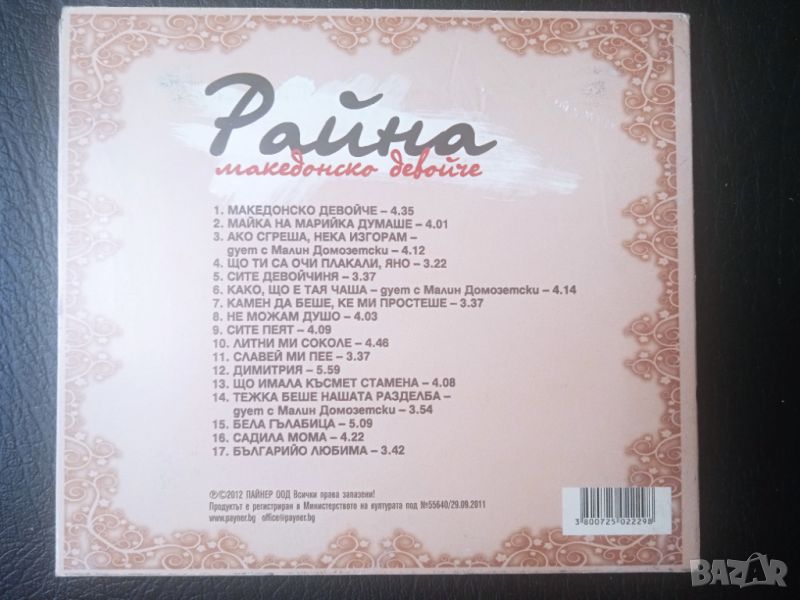 Райна
македонско девойче
1. МАКЕДОНСКО ДЕВОЙЧЕ – 4.35
2. МАЙКА НА МАРИЙКА ДУМАШЕ – 4.01
3. АКО СГРЕША, НЕКА ИЗГОРАМ –
дует с Малин Домозетски – 4.12
4. ЩО ТИ СА ОЧИ ПЛАКАЛИ, ЯНО – 3.22
5. СИТЕ ДЕВОЙЧИНЯ – 3.37
6. КАКО, ЩО Е ТАЯ ЧАША – дует с Малин Домозетски – 4.14
7. КАМЕН ДА БЕШЕ, КЕ МИ ПРОСТЕШЕ – 3.37
8. НЕ МОЖАМ ДУШО – 4.03
9. СИТЕ ПЕЯТ – 4.09
10. ЛИТНИ МИ СОКОЛЕ – 4.46
11. СЛАВЕЙ МИ ПЕЕ – 3.37
12. ДИМИТРИЯ – 5.59
13. ЩО ИМАЛА КЪСМЕТ СТАМЕНА – 4.08
14. ТЕЖКА БЕШЕ НАШАТА РАЗДЕЛБА –
дует с Малин Домозетски – 3.54
15. БЕЛА ГЪЛАБИЦА – 5.09
16. САДИЛА МОМА – 4.22
17. БЪЛГАРИЙО ЛЮБИМА – 3.42
℗/©2012 ПАЙНЕР ООД Всички права запазени!
Продуктът е регистриран в Министерството на културата под №55640/29.09.2011
www.payner.bg office@payner.bg
3 800725 022298
BAZAR